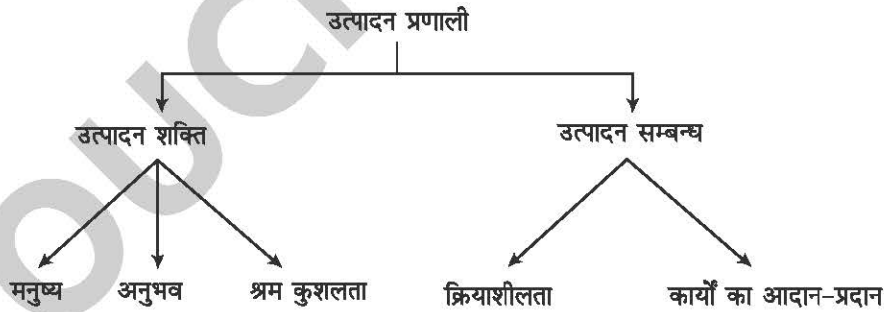 उत्पादन प्रणाली
उत्पादन शक्ति
उत्पादन सम्बन्ध
मनुष्य
अनुभव
श्रम कुशलता
क्रियाशीलता
कार्यों का आदान-प्रदान